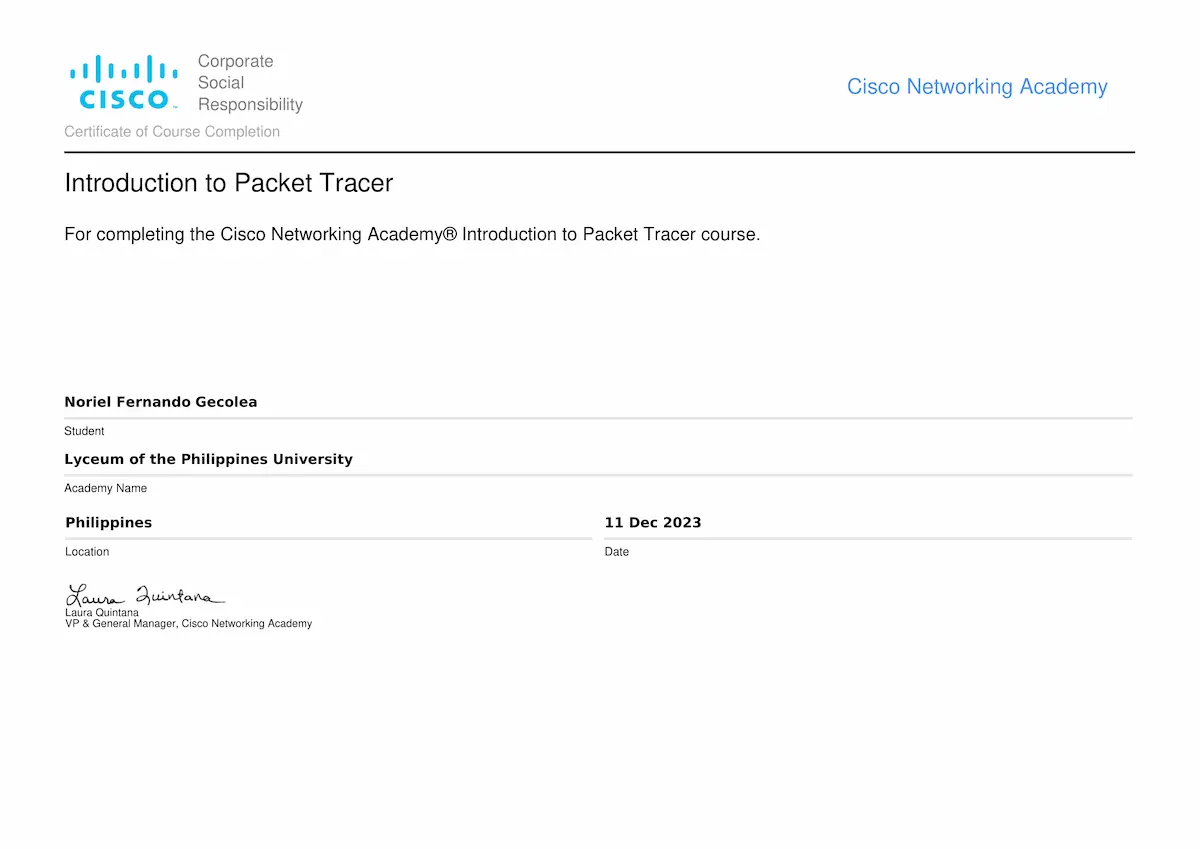 CISCO™
Corporate
Social
Responsibility
Cisco Networking Academy
Certificate of Course Completion
Introduction to Packet Tracer
For completing the Cisco Networking Academy® Introduction to Packet Tracer course.
Noriel Fernando Gecolea
Student
Lyceum of the Philippines University
Academy Name
Philippines
11 Dec 2023
Location
Date
Laura Quintana
Laura Quintana
VP & General Manager, Cisco Networking Academy